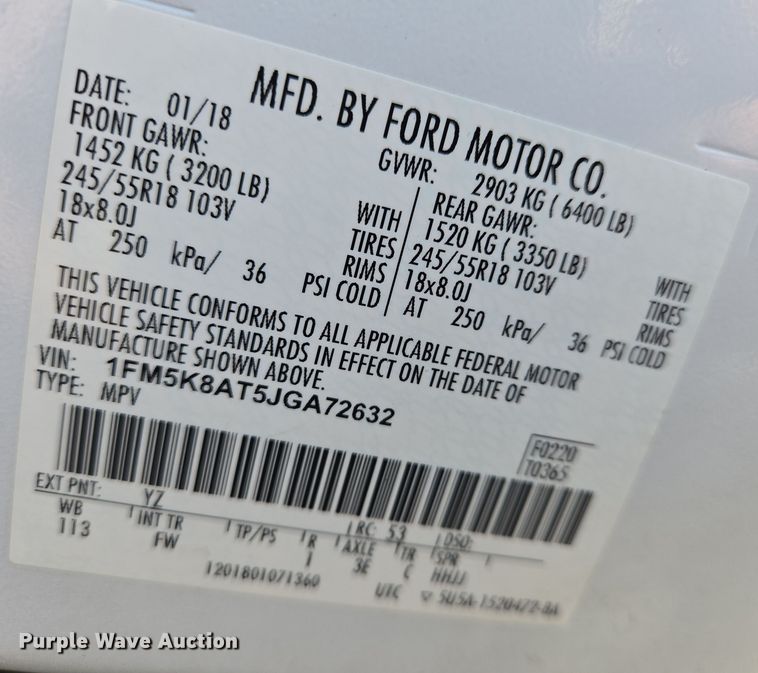 MFD. BY FORD MOTOR CO.
DATE: 01/18
GVWR: 2903 KG ( 6400 LB)
FRONT GAWR:
1452 KG ( 3200 LB)
WITH
245/55R18 103V
TIRES
18x8.0J
RIMS
AT 250 kPa/ 36 PSI COLD
REAR GAWR:
1520 KG ( 3350 LB)
WITH
245/55R18 103V
TIRES
18x8.0J
RIMS
AT 250 kPa/ 36 PSI COLD
THIS VEHICLE CONFORMS TO ALL APPLICABLE FEDERAL MOTOR
VEHICLE SAFETY STANDARDS IN EFFECT ON THE DATE OF
MANUFACTURE SHOWN ABOVE.
VIN: 1FM5K8AT5JGA72632
TYPE: MPV
F0220
T0365
EXT PNT: YZ
RC: 53
DSO:
WB
INT TR
TP/PS
R
AXLE
TR
SPR
113
FW
I
3E
C
HHJJ
1201801071360
UTC
Purple Wave Auction